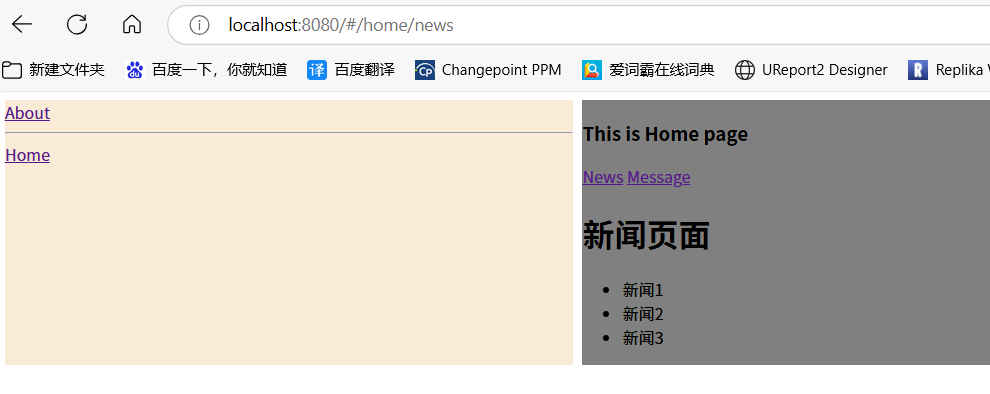 localhost:8080/#/home/news
新建文件夹 百度一下，你就知道 译 百度翻译 CP Changepoint PPM 爱词霸在线词典 UReport2 Designer R Replika
About
Home
This is Home page
News Message
新闻页面
新闻1
新闻2
新闻3